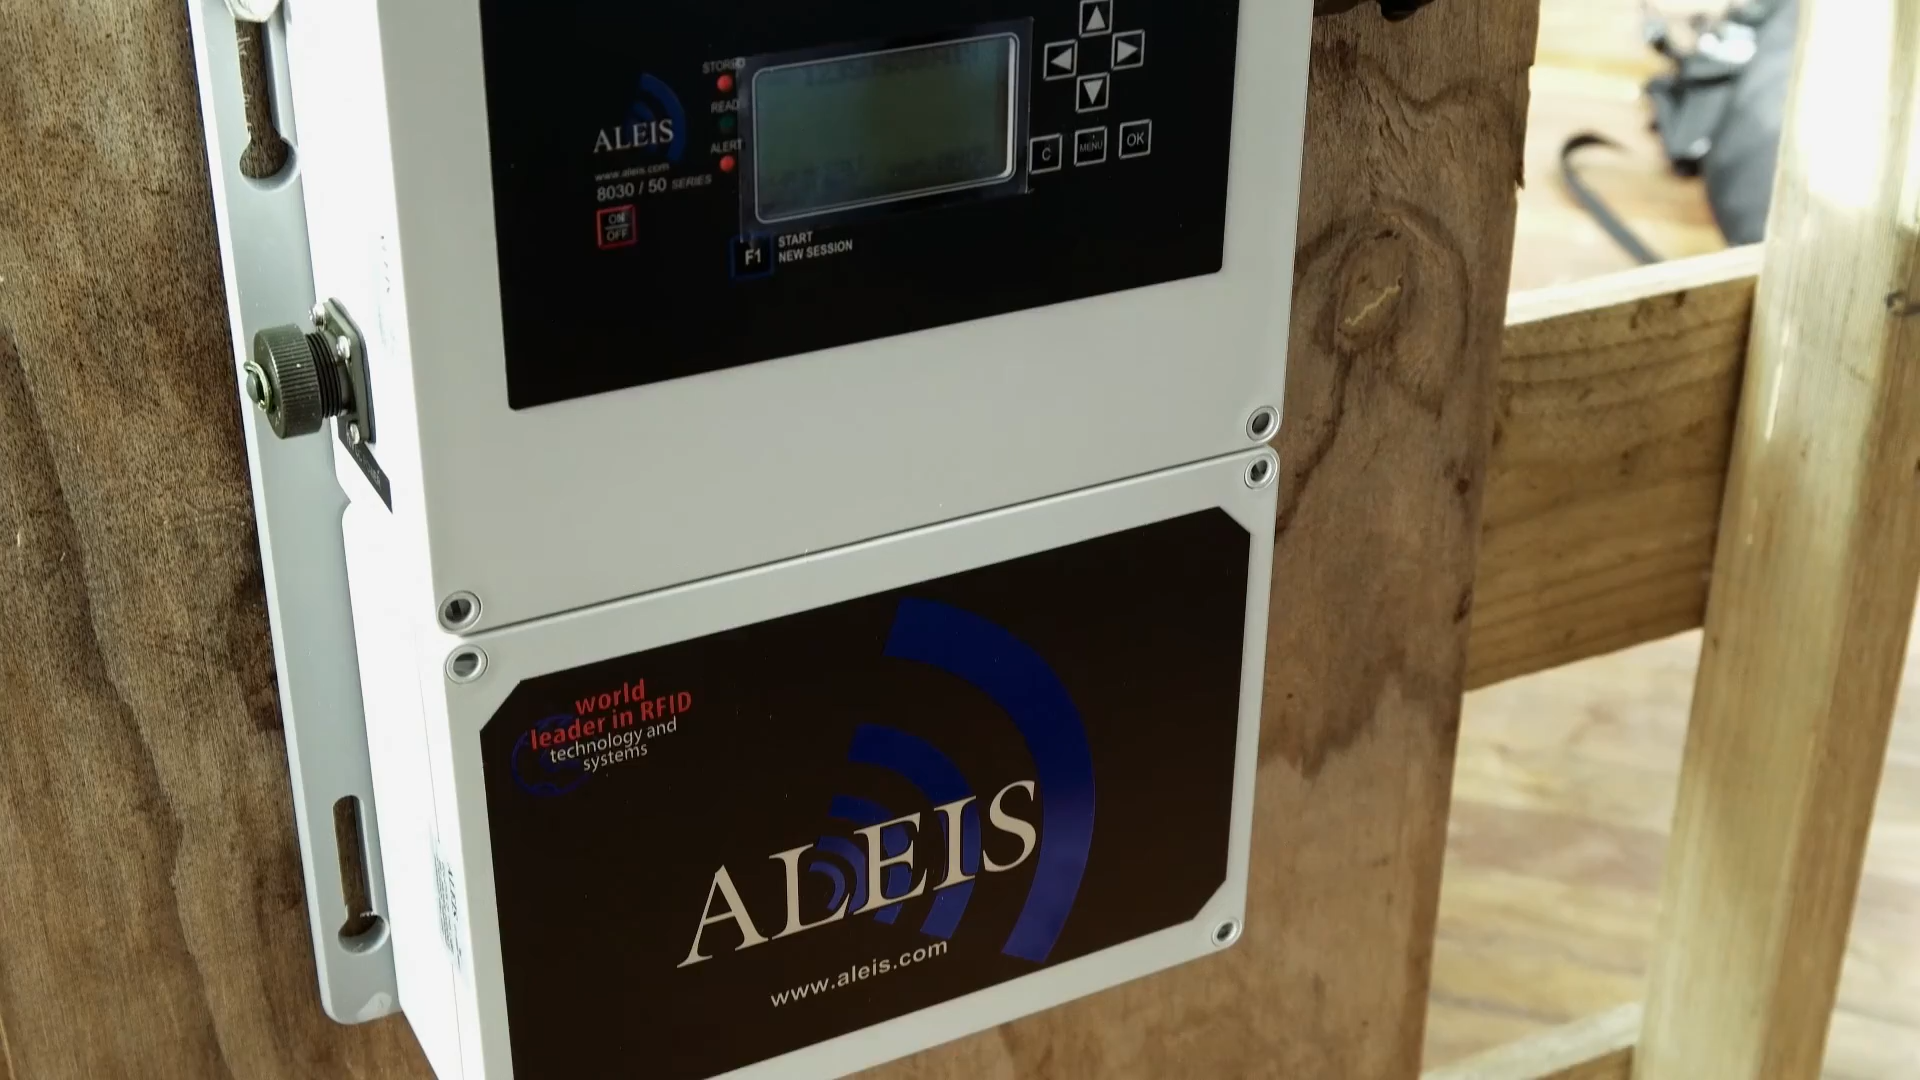 STORED
READ
ALERT
ALEIS
www.aleis.com
8030 / 50 SERIES
ON
OFF
F1
START
NEW SESSION
C
MENU
OK
world
leader in RFID
technology and
systems
ALEIS
www.aleis.com